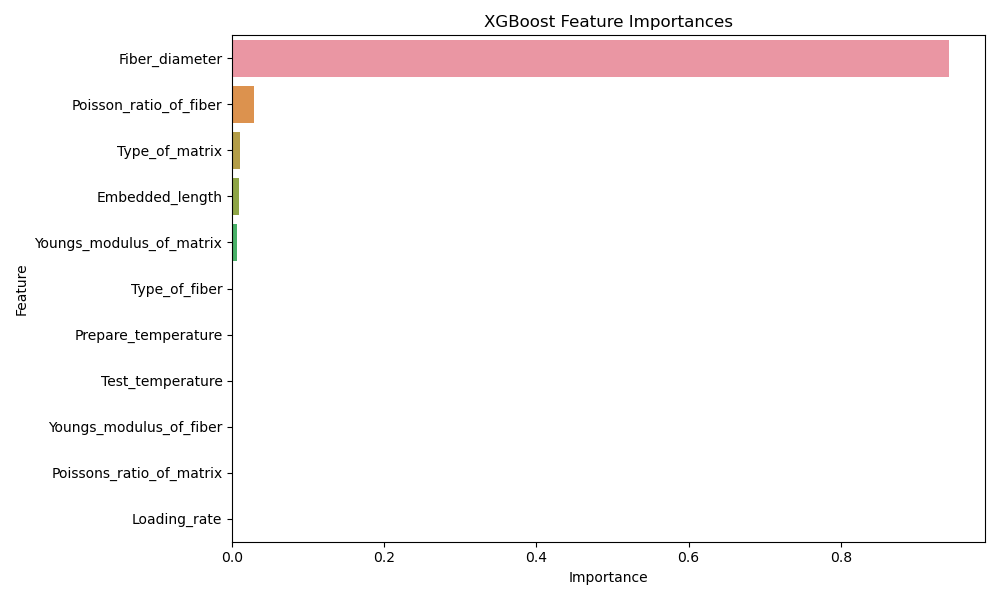 XGBoost Feature Importances
Fiber_diameter
Poisson_ratio_of_fiber
Type_of_matrix
Embedded_length
Youngs_modulus_of_matrix
Type_of_fiber
Prepare_temperature
Test_temperature
Youngs_modulus_of_fiber
Poissons_ratio_of_matrix
Loading_rate
Feature
0.0 0.2 0.4 0.6 0.8
Importance